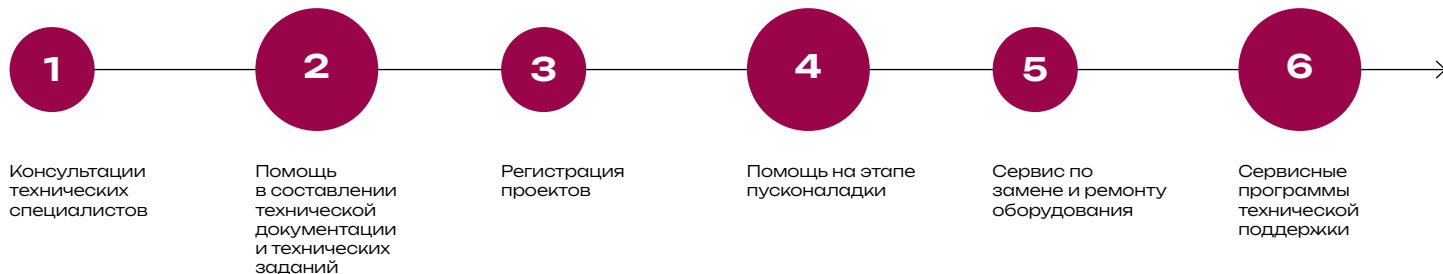 1
2
3
4
5
6
Консультации
технических
специалистов
Помощь
в составлении
технической
документации
и технических
заданий
Регистрация
проектов
Помощь на этапе
пусконаладки
Сервис по
замене и ремонту
оборудования
Сервисные
программы
технической
поддержки